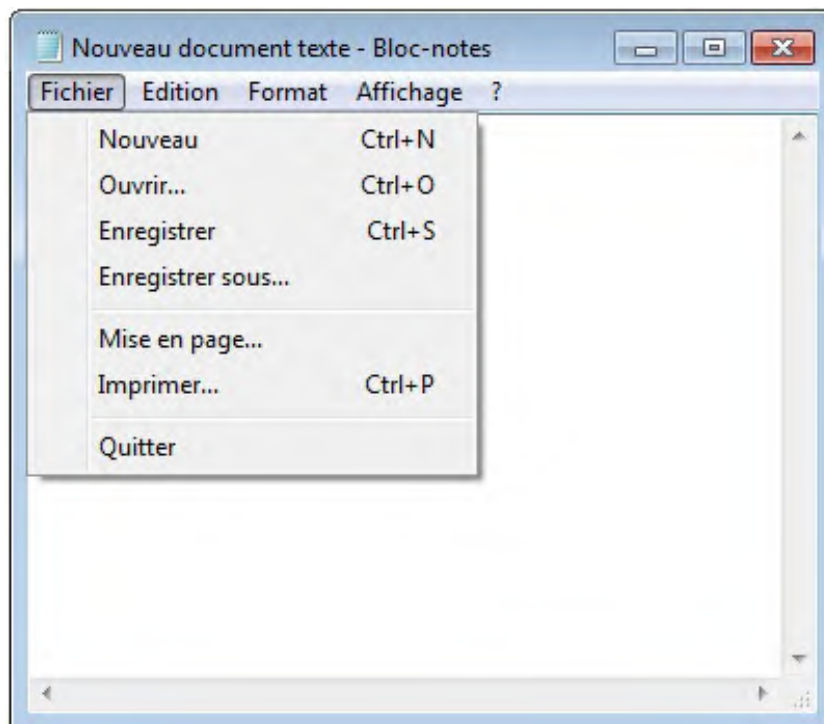 Nouveau document texte - Bloc-notes
Fichier Edition Format Affichage ?
Nouveau Ctrl+N
Ouvrir... Ctrl+O
Enregistrer Ctrl+S
Enregistrer sous...
Mise en page...
Imprimer... Ctrl+P
Quitter